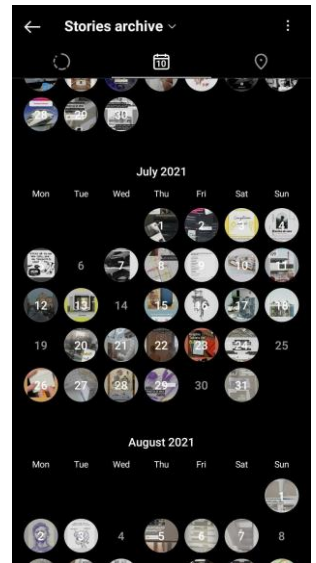 Stories archive
10
28 29 30
July 2021
Mon Tue Wed Thu Fri Sat Sun
1 2 3 4
6 7 8 9 10 11
12 13 14 15 16 17 18
19 20 21 22 23 24 25
26 27 28 29 30 31
August 2021
Mon Tue Wed Thu Fri Sat Sun
1
2 3 4 5 6 7 8